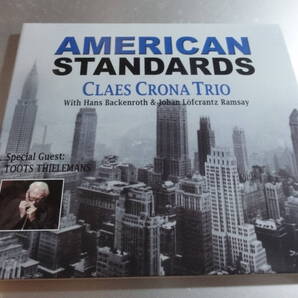 AMERICAN
STANDARDS
CLAES CRONA TRIO
With Hans Backenroth & Johan Löfcrantz Ramsay
Special Guest:
TOOTS THIELEMANS